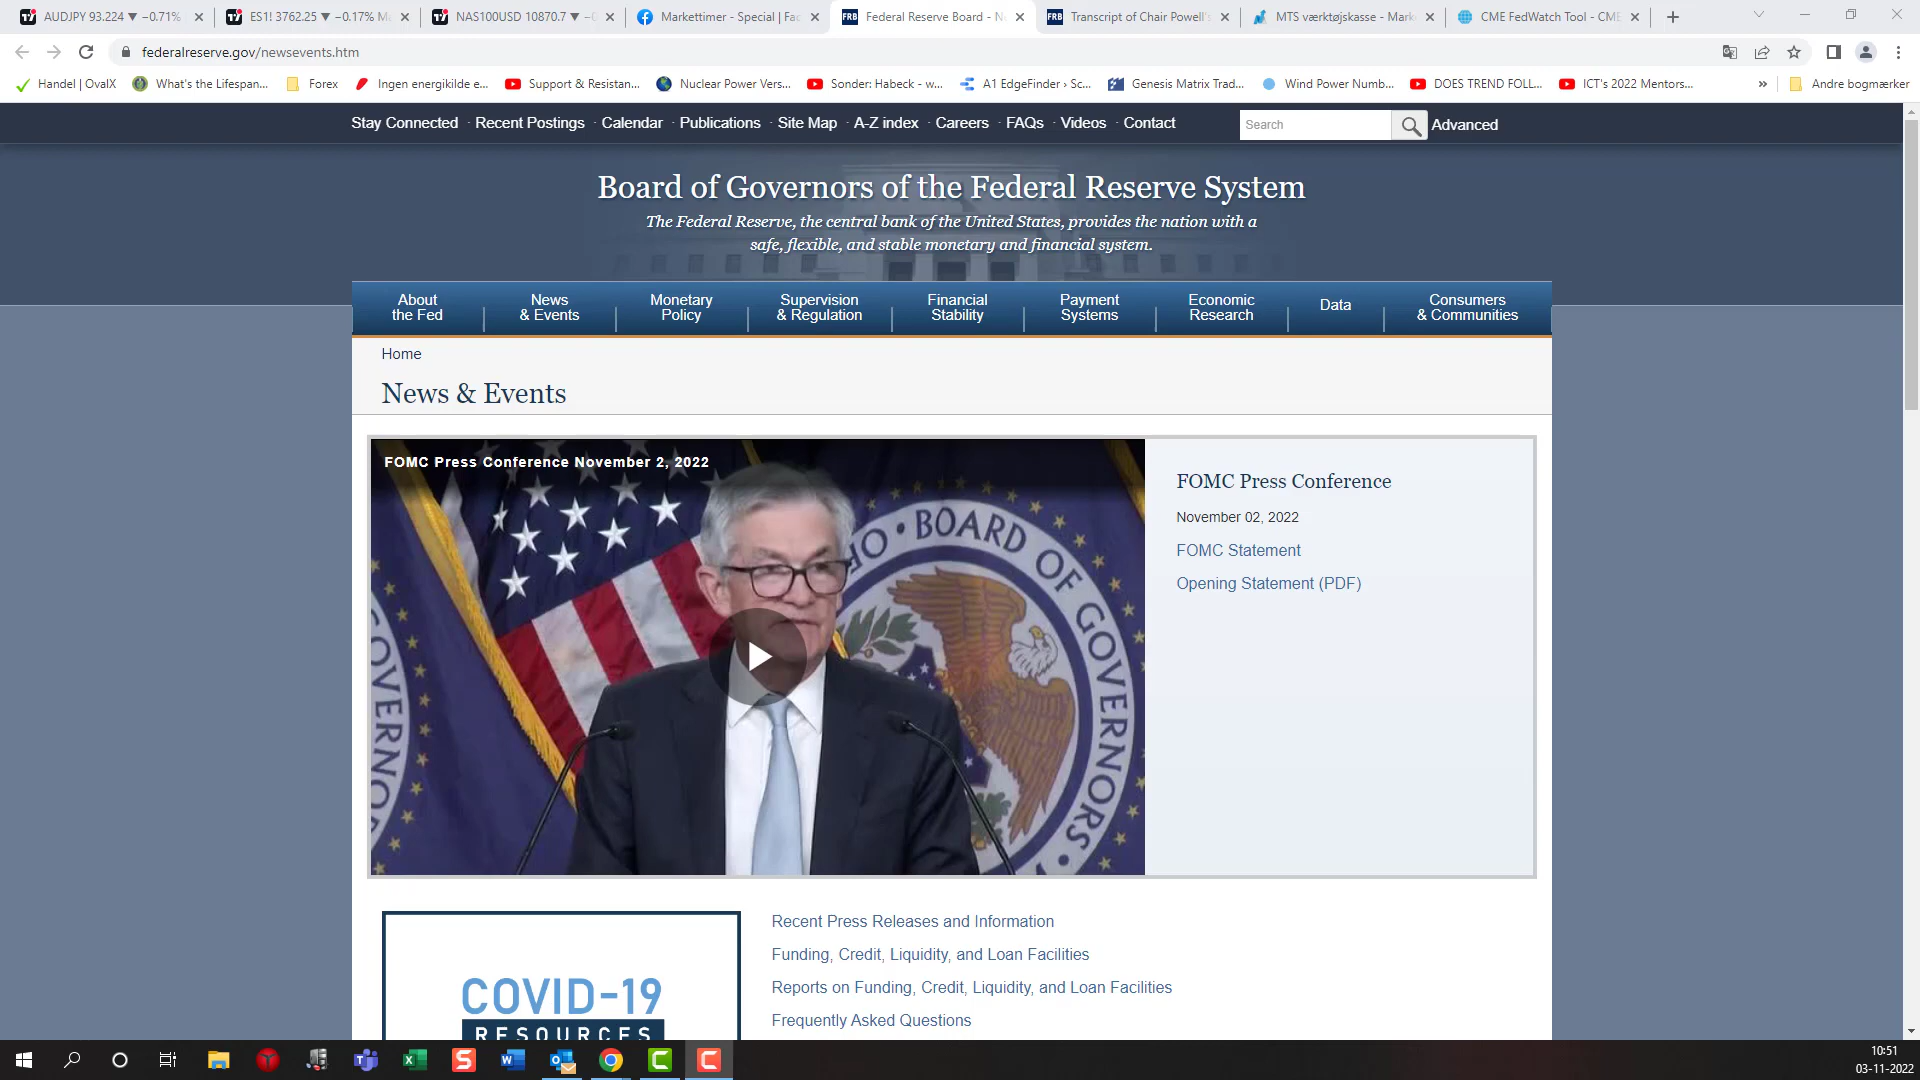 AUDJPY 93.224 ▼ −0.71%
ES1! 3762.25 ▼ −0.17% M
NAS100USD 10870.7 ▼ −
Markettimer - Special | Fac
Federal Reserve Board - N
Transcript of Chair Powell's
MTS værktøjskasse - Mark
CME FedWatch Tool - CME
federalreserve.gov/newsevents.htm
Handel | OvalX
What's the Lifespan...
Forex
Ingen energikilde e...
Support & Resistan...
Nuclear Power Vers...
Sonder: Habeck - w...
A1 EdgeFinder › Sc...
Genesis Matrix Trad...
Wind Power Numb...
DOES TREND FOLL...
ICT's 2022 Mentors...
»
Andre bogmærker
Stay Connected · Recent Postings · Calendar · Publications · Site Map · A-Z index · Careers · FAQs · Videos · Contact
Search
Advanced
Board of Governors of the Federal Reserve System
The Federal Reserve, the central bank of the United States, provides the nation with a
safe, flexible, and stable monetary and financial system.
About
the Fed
News
& Events
Monetary
Policy
Supervision
& Regulation
Financial
Stability
Payment
Systems
Economic
Research
Data
Consumers
& Communities
Home
News & Events
FOMC Press Conference November 2, 2022
BOARD OF GOVERNORS
FOMC Press Conference
November 02, 2022
FOMC Statement
Opening Statement (PDF)
COVID-19
RESOURCES
Recent Press Releases and Information
Funding, Credit, Liquidity, and Loan Facilities
Reports on Funding, Credit, Liquidity, and Loan Facilities
Frequently Asked Questions
10:51
03-11-2022